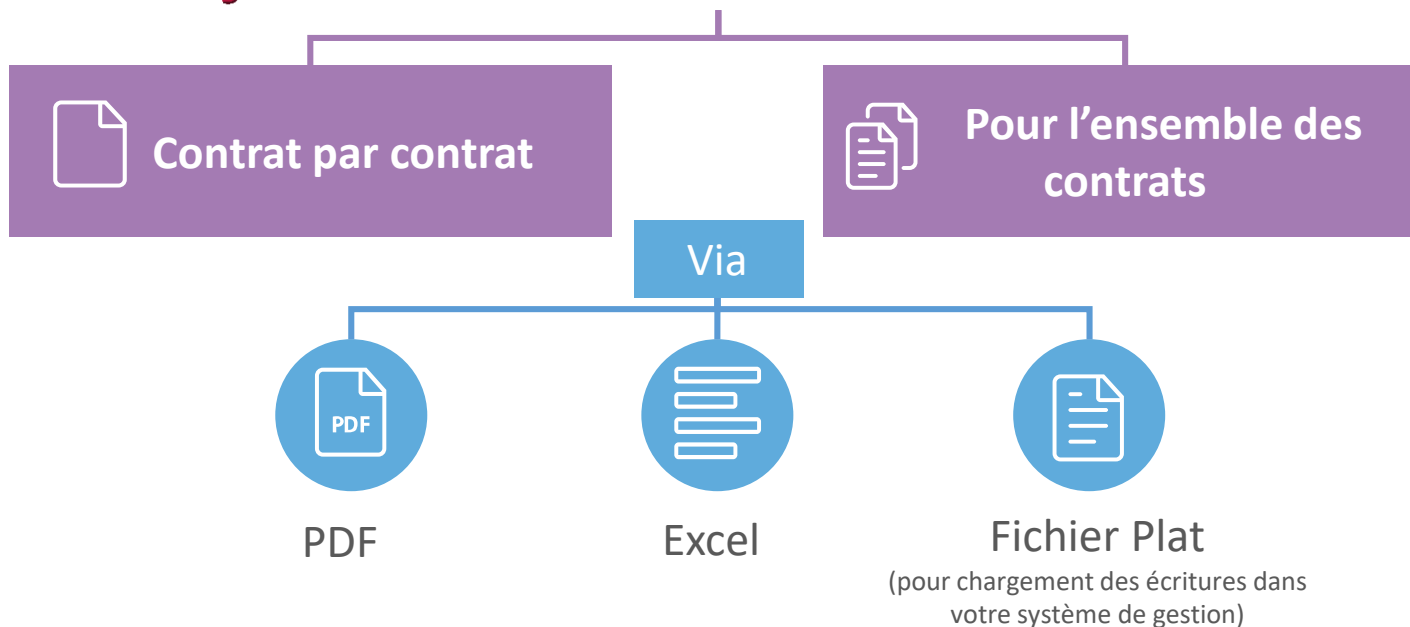 Contrat par contrat
Pour l’ensemble des
contrats
Via
PDF
PDF
Excel
Fichier Plat
(pour chargement des écritures dans
votre système de gestion)